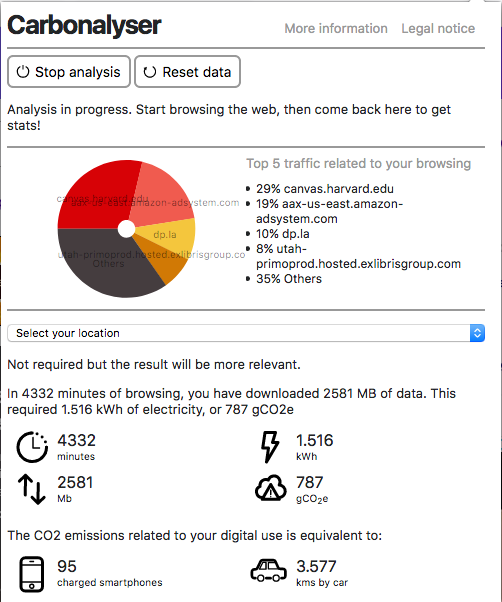 Carbonalyser
More information Legal notice
Stop analysis Reset data
Analysis in progress. Start browsing the web, then come back here to get
stats!
Top 5 traffic related to your browsing
canvas.harvard.edu
aax-us-east.amazon-adsystem.com
dp.la
utah-primoprod.hosted.exlibrisgroup.co
Others
29% canvas.harvard.edu
19% aax-us-east.amazon-
adsystem.com
10% dp.la
8% utah-
primoprod.hosted.exlibrisgroup.com
35% Others
Select your location
Not required but the result will be more relevant.
In 4332 minutes of browsing, you have downloaded 2581 MB of data. This
required 1.516 kWh of electricity, or 787 gCO2e
4332
minutes
1.516
kWh
2581
Mb
787
gCO2e
The CO2 emissions related to your digital use is equivalent to:
95
charged smartphones
3.577
kms by car